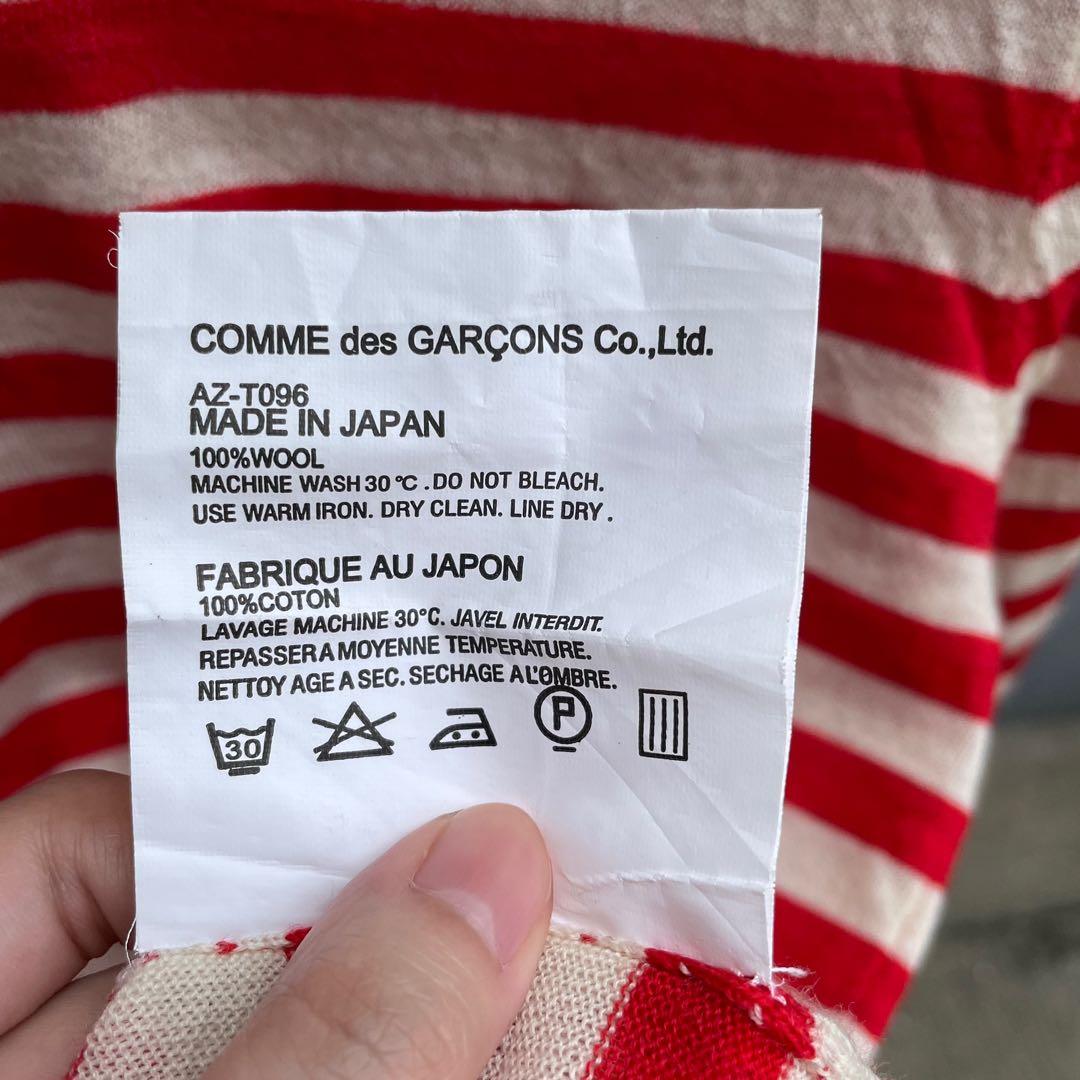 COMME des GARÇONS Co.,Ltd.
AZ-T096
MADE IN JAPAN
100%WOOL
MACHINE WASH 30 °C . DO NOT BLEACH.
USE WARM IRON. DRY CLEAN. LINE DRY .
FABRIQUE AU JAPON
100%COTON
LAVAGE MACHINE 30°C. JAVEL INTERDIT.
REPASSER A MOYENNE TEMPERATURE.
NETTOY AGE A SEC. SECHAGE A L'OMBRE.
30 P